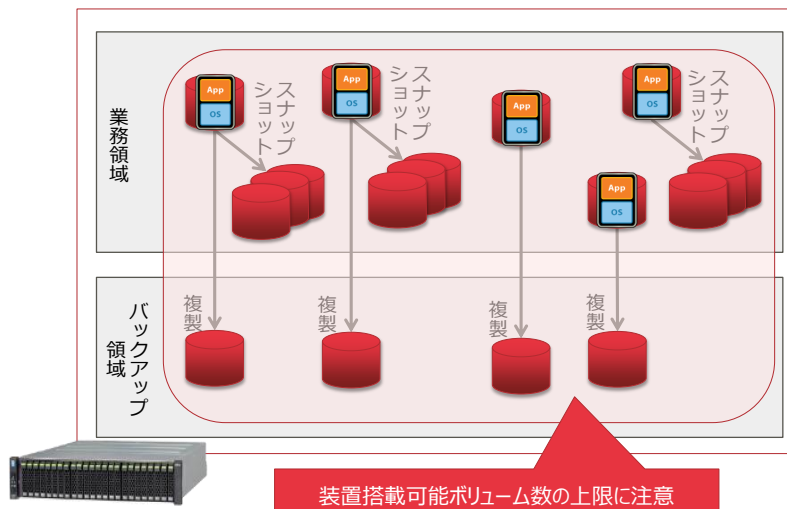 業務領域
App
OS
スナップ
ショット
App
OS
スナップ
ショット
App
OS
App
OS
スナップ
ショット
App
OS
バックアップ
領域
複製
複製
複製
複製
装置搭載可能ボリューム数の上限に注意